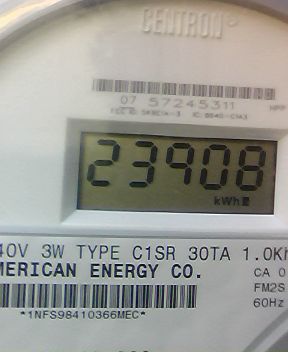 CENTRON®
07 57245311
23908
kWh
40V 3W TYPE C1SR 30TA 1.0Kh
MERICAN ENERGY CO.
CA 0
FM2S
60Hz
*1NFS98410366MEC*